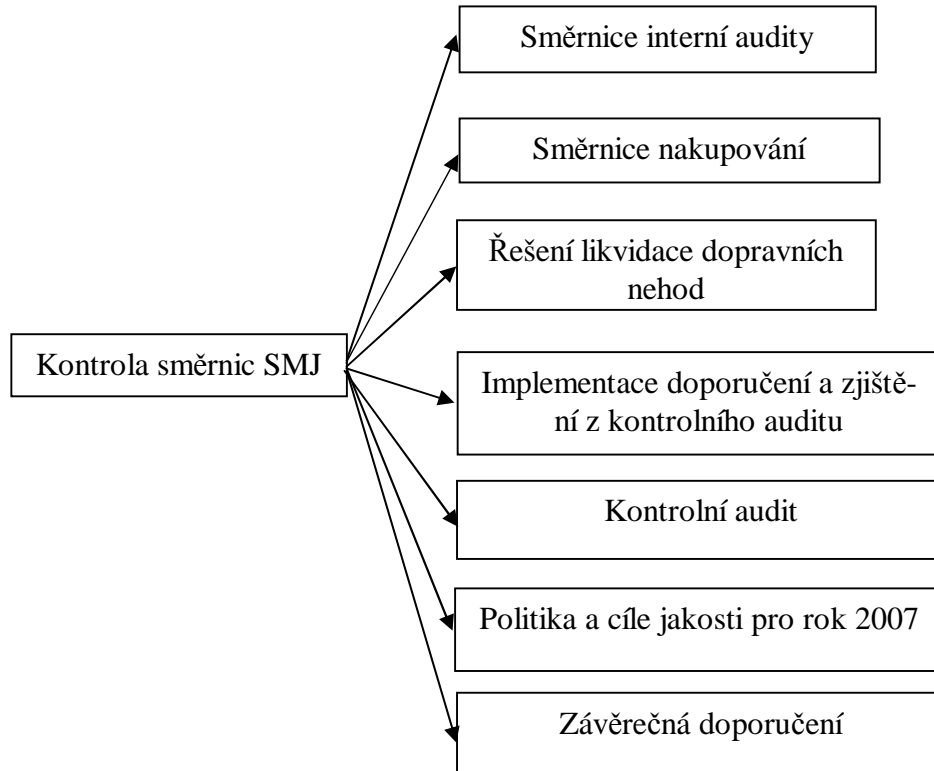 Směrnice interní audity
Směrnice nakupování
Řešení likvidace dopravních
nehod
Kontrola směrnic SMJ
Implementace doporučení a zjiště-
ní z kontrolního auditu
Kontrolní audit
Politika a cíle jakosti pro rok 2007
Závěrečná doporučení